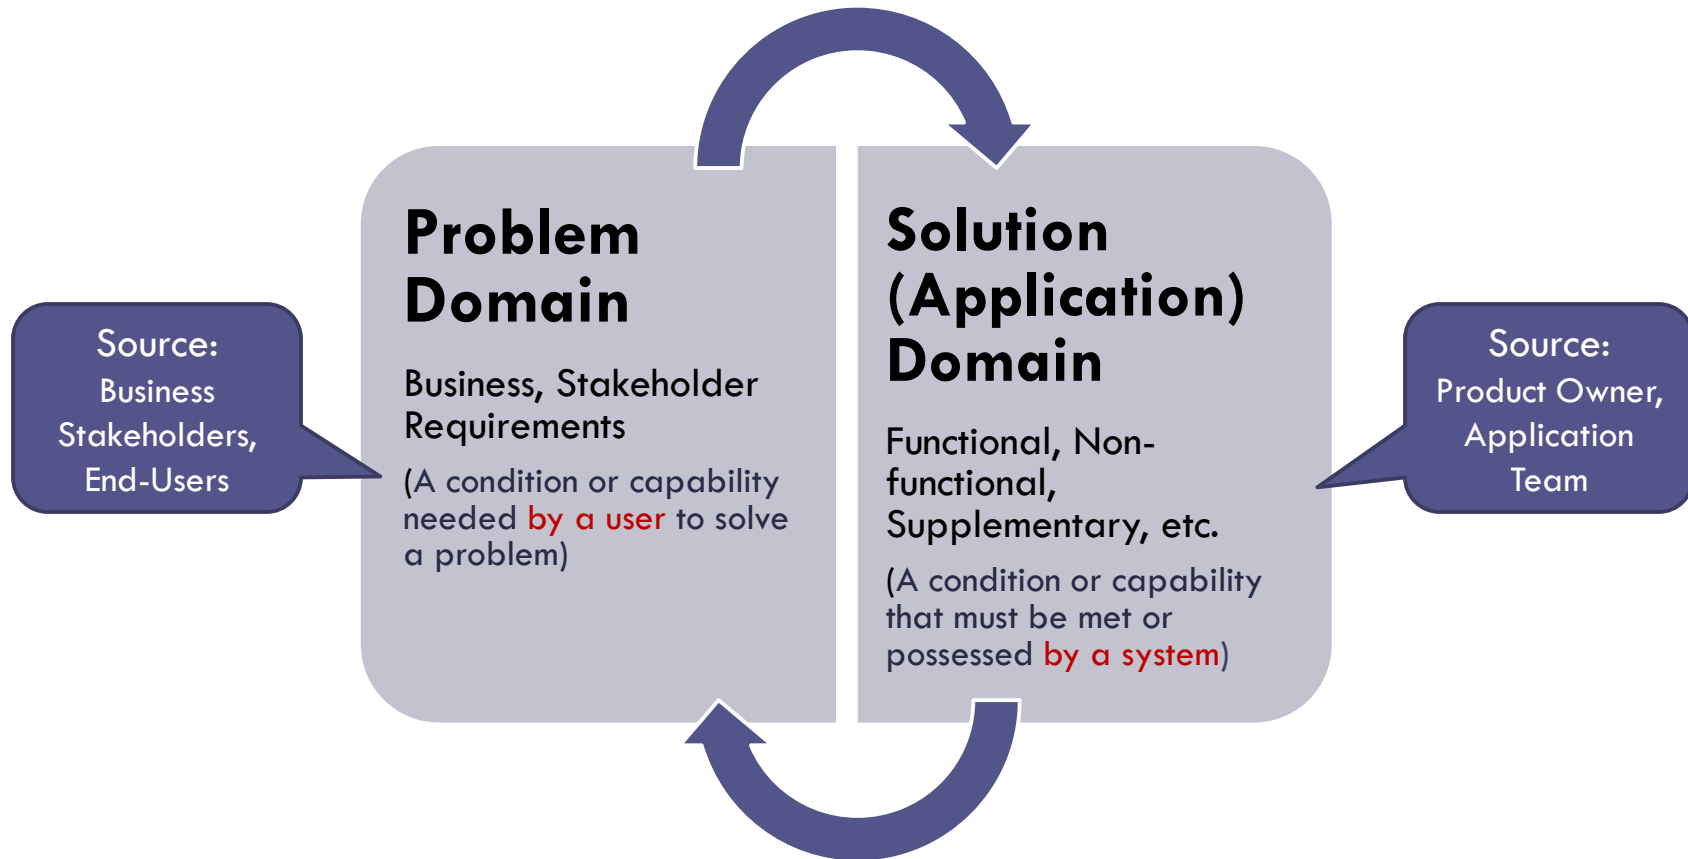 Source:
Business
Stakeholders,
End-Users
Problem
Domain
Business, Stakeholder
Requirements
(A condition or capability
needed by a user to solve
a problem)
Solution
(Application)
Domain
Functional, Non-
functional,
Supplementary, etc.
(A condition or capability
that must be met or
possessed by a system)
Source:
Product Owner,
Application
Team